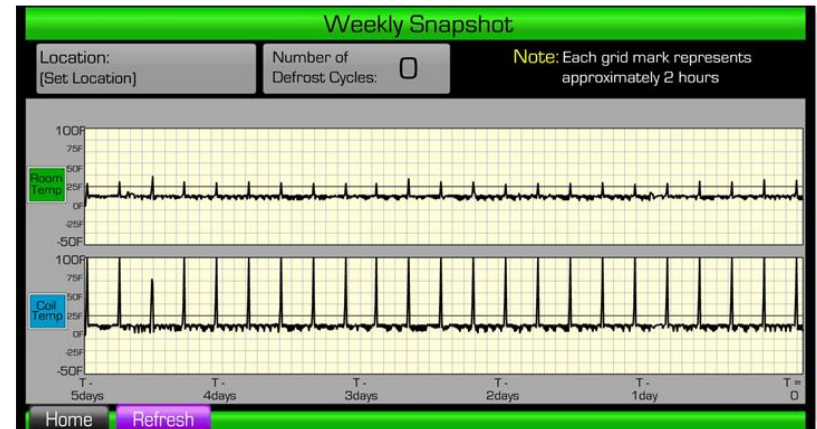 Weekly Snapshot
Location:
(Set Location)
Number of
Defrost Cycles:
0
Note: Each grid mark represents
approximately 2 hours
100F
75F
50F
25F
0F
-25F
-50F
Room
Temp
100F
75F
50F
25F
0F
-25F
-50F
Coil
Temp
T -
5days
T -
4days
T -
3days
T -
2days
T -
1day
T =
0
Home
Refresh